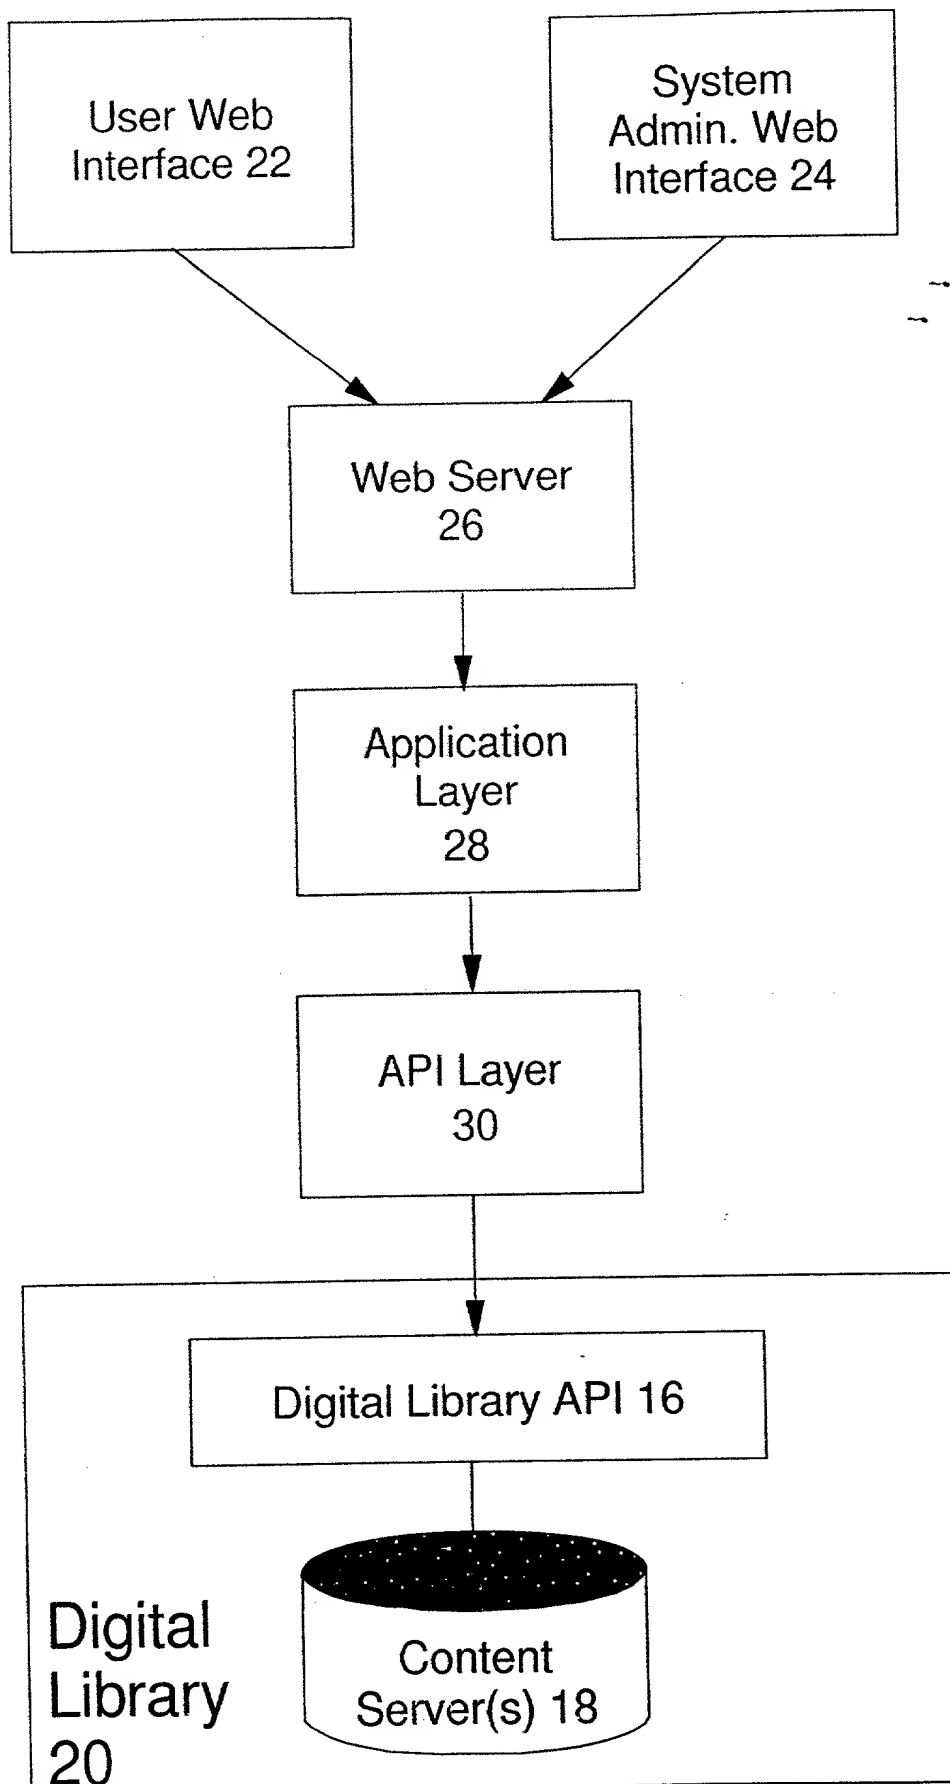 User Web
Interface 22
System
Admin. Web
Interface 24
Web Server
26
Application
Layer
28
API Layer
30
Digital Library API 16
Content
Server(s) 18
Digital
Library
20